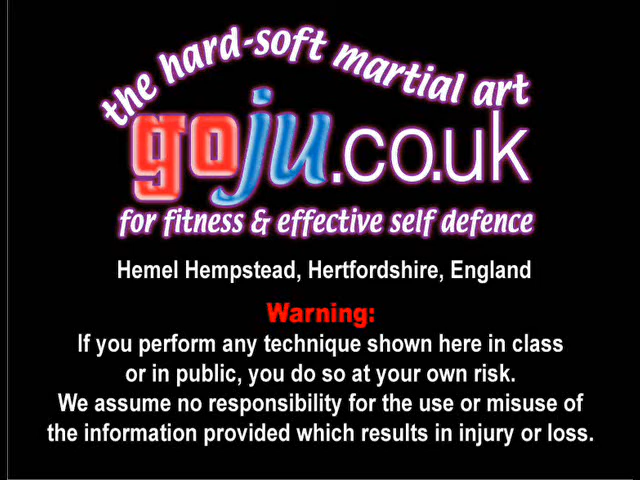 the hard-soft martial art
goju.co.uk
for fitness & effective self defence
Hemel Hempstead, Hertfordshire, England
Warning:
If you perform any technique shown here in class
or in public, you do so at your own risk.
We assume no responsibility for the use or misuse of
the information provided which results in injury or loss.